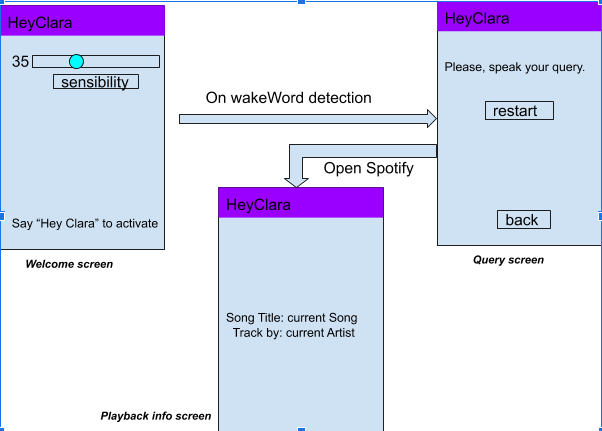 HeyClara
35
sensibility
Say “Hey Clara” to activate
Welcome screen
On wakeWord detection
HeyClara
Please, speak your query.
restart
back
Query screen
Open Spotify
HeyClara
Song Title: current Song
Track by: current Artist
Playback info screen